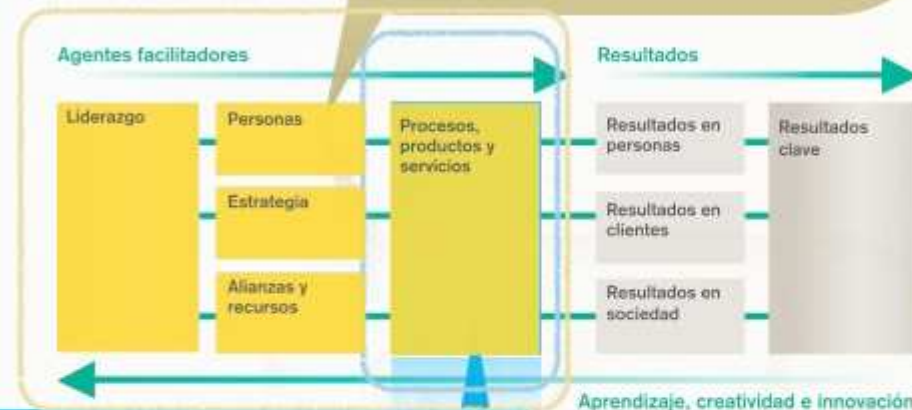 Agentes facilitadores
Resultados
Liderazgo
Personas
Estrategia
Alianzas y
recursos
Procesos,
productos y
servicios
Resultados en
personas
Resultados en
clientes
Resultados en
sociedad
Resultados
clave
Aprendizaje, creatividad e innovación